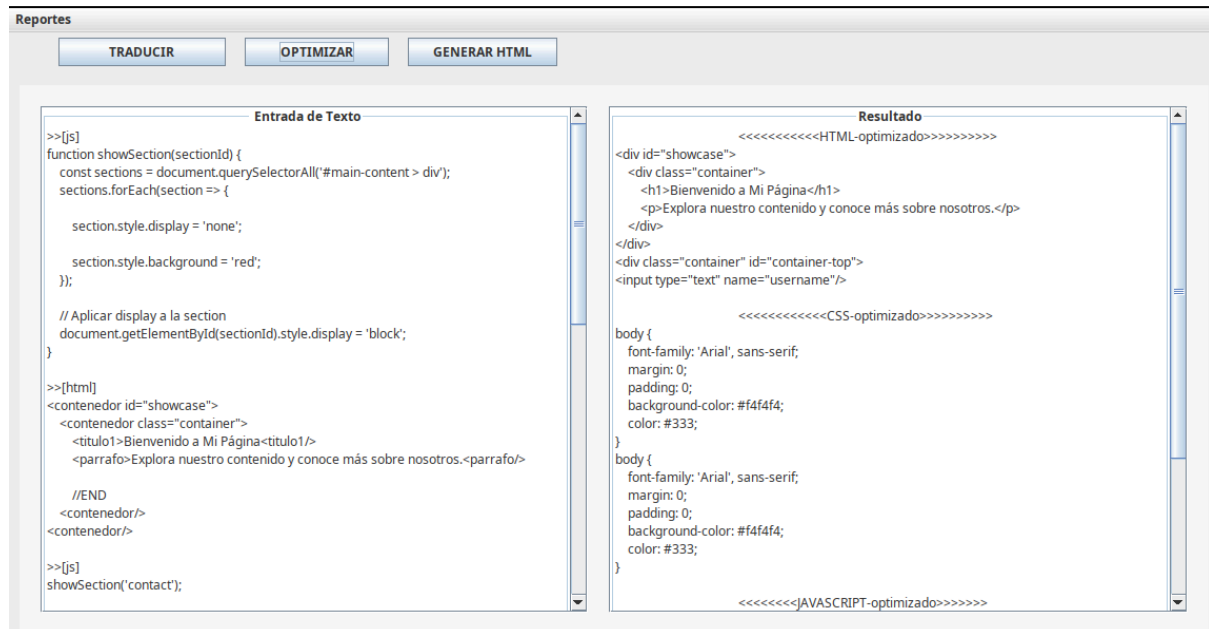 Reportes
TRADUCIR
OPTIMIZAR
GENERAR HTML
Entrada de Texto
>>[js]
function showSection(sectionId) {
const sections = document.querySelectorAll('#main-content > div');
sections.forEach(section => {
section.style.display = 'none';
section.style.background = 'red';
});
// Aplicar display a la section
document.getElementById(sectionId).style.display = 'block';
}
>>[html]
<contenedor id="showcase">
<contenedor class="container">
<titulo1>Bienvenido a Mi Página<titulo1/>
<parrafo>Explora nuestro contenido y conoce más sobre nosotros.<parrafo/>
//END
<contenedor/>
<contenedor/>
>>[js]
showSection('contact');
Resultado
<<<<<<<<<<<HTML-optimizado>>>>>>>>>>
<div id="showcase">
<div class="container">
<h1>Bienvenido a Mi Página</h1>
<p>Explora nuestro contenido y conoce más sobre nosotros.</p>
</div>
</div>
<div class="container" id="container-top">
<input type="text" name="username"/>
<<<<<<<<<<<<CSS-optimizado>>>>>>>>>>
body {
font-family: 'Arial', sans-serif;
margin: 0;
padding: 0;
background-color: #f4f4f4;
color: #333;
}
body {
font-family: 'Arial', sans-serif;
margin: 0;
padding: 0;
background-color: #f4f4f4;
color: #333;
}
<<<<<<<<JAVASCRIPT-optimizado>>>>>>>